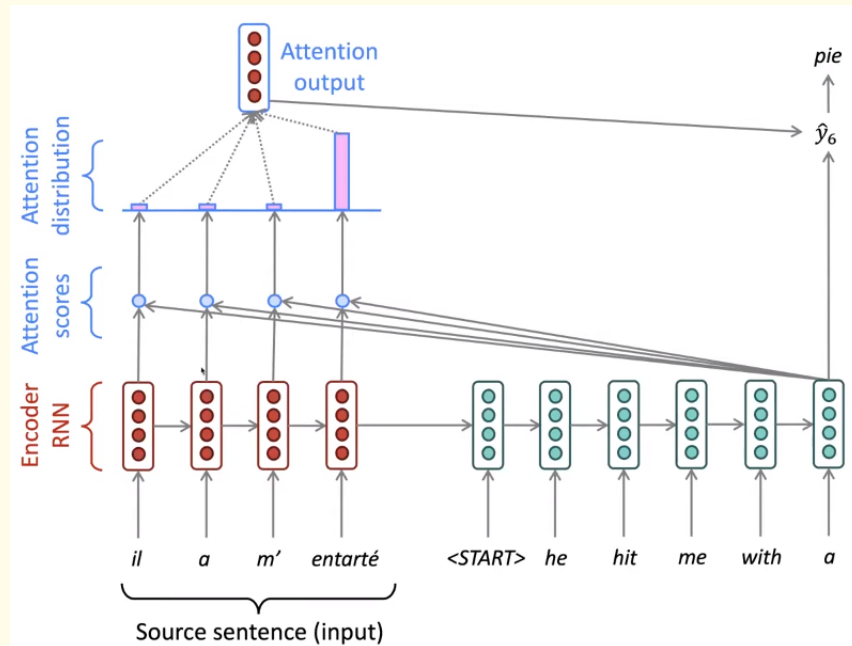 Attention
output
pie
ŷ₆
Attention
distribution
Attention
scores
Encoder
RNN
il a m’ entarté <START> he hit me with a
Source sentence (input)